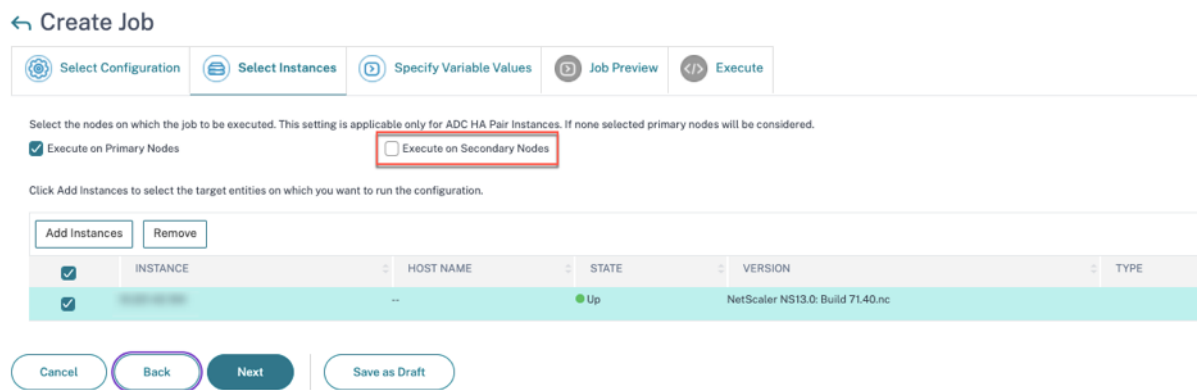 Create Job
Select Configuration Select Instances Specify Variable Values Job Preview </> Execute
Select the nodes on which the job to be executed. This setting is applicable only for ADC HA Pair Instances. If none selected primary nodes will be considered.
Execute on Primary Nodes Execute on Secondary Nodes
Click Add Instances to select the target entities on which you want to run the configuration.
Add Instances Remove
INSTANCE HOST NAME STATE VERSION TYPE
-- Up NetScaler NS13.0: Build 71.40.nc
Cancel Back Next Save as Draft